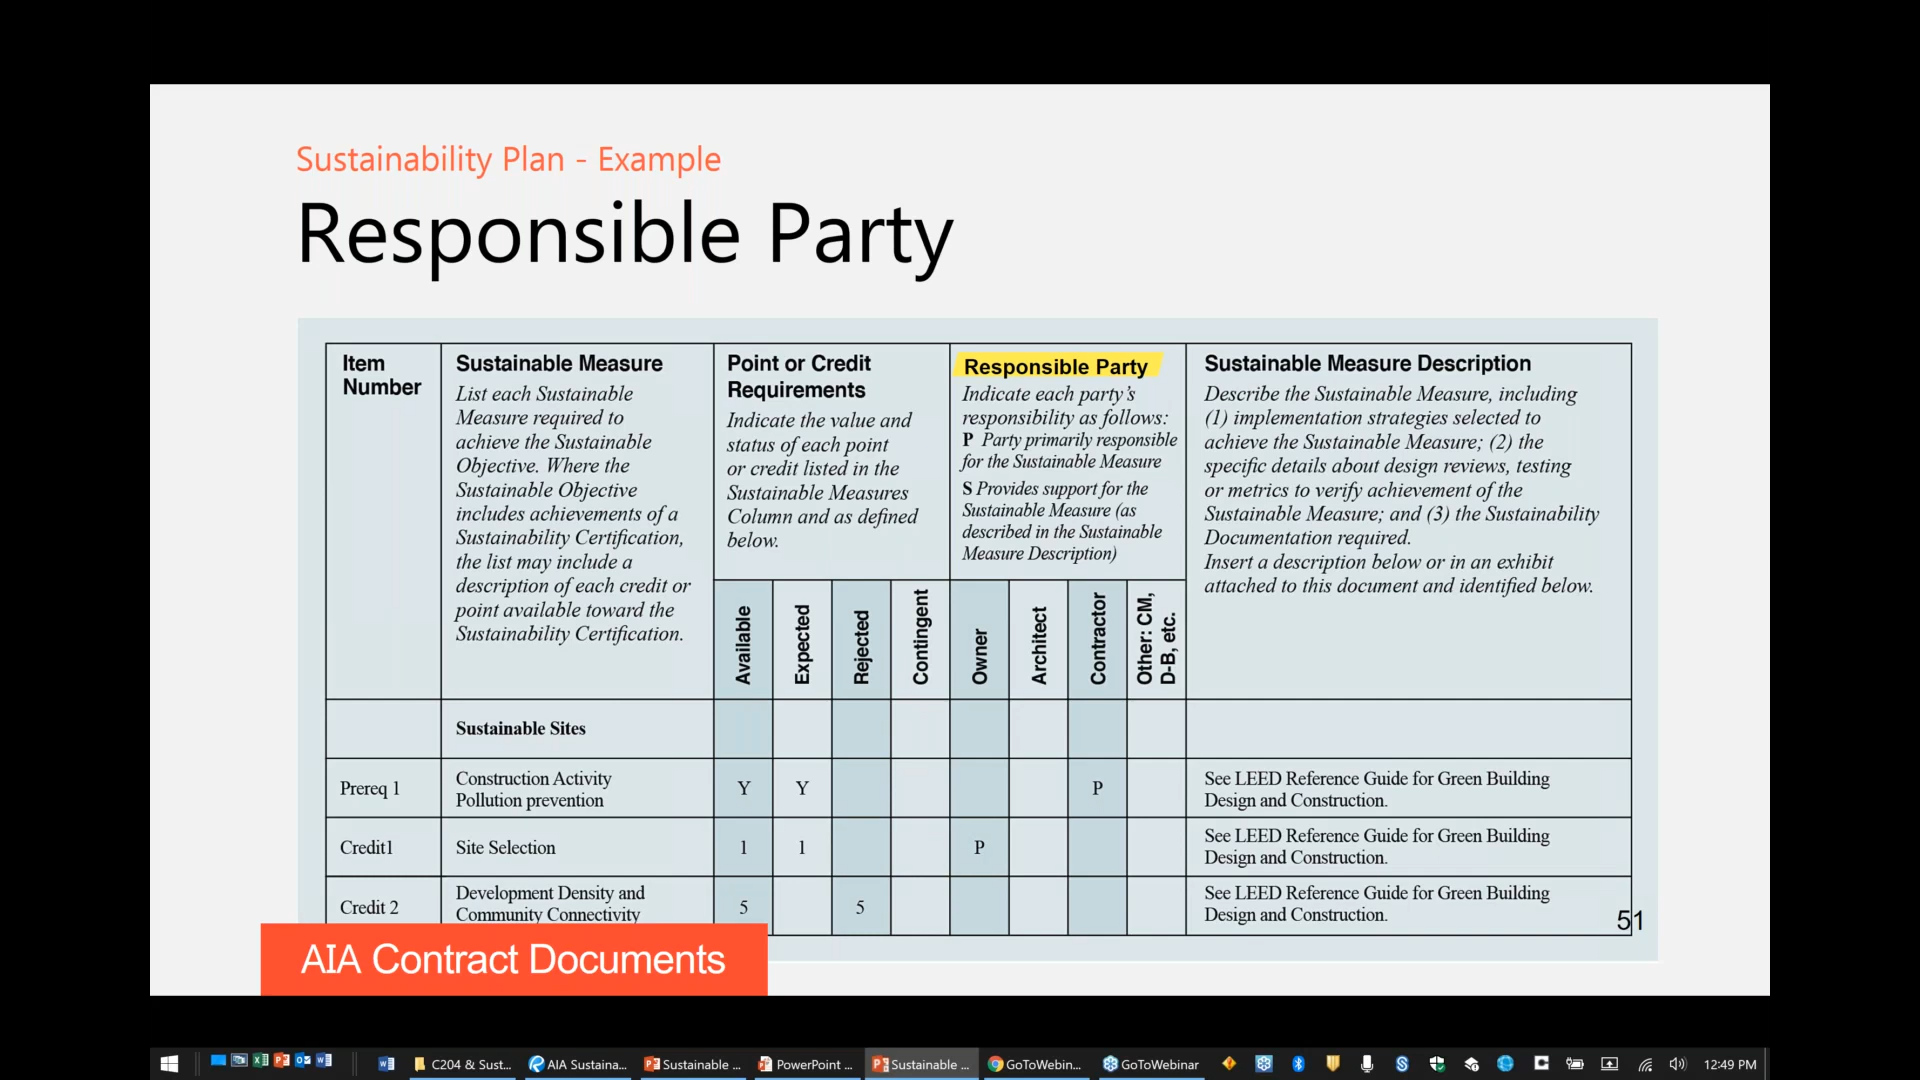 Sustainability Plan - Example
Responsible Party
Item
Number
Sustainable Measure
List each Sustainable
Measure required to
achieve the Sustainable
Objective. Where the
Sustainable Objective
includes achievements of a
Sustainability Certification,
the list may include a
description of each credit or
point available toward the
Sustainability Certification.
Point or Credit
Requirements
Indicate the value and
status of each point
or credit listed in the
Sustainable Measures
Column and as defined
below.
Responsible Party
Indicate each party's
responsibility as follows:
P Party primarily responsible
for the Sustainable Measure
S Provides support for the
Sustainable Measure (as
described in the Sustainable
Measure Description)
Sustainable Measure Description
Describe the Sustainable Measure, including
(1) implementation strategies selected to
achieve the Sustainable Measure; (2) the
specific details about design reviews, testing
or metrics to verify achievement of the
Sustainable Measure; and (3) the Sustainability
Documentation required.
Insert a description below or in an exhibit
attached to this document and identified below.
Available
Expected
Rejected
Contingent
Owner
Architect
Contractor
Other: CM,
D-B, etc.
Sustainable Sites
Prereq 1
Construction Activity
Pollution prevention
Y
Y
P
See LEED Reference Guide for Green Building
Design and Construction.
Credit1
Site Selection
1
1
P
See LEED Reference Guide for Green Building
Design and Construction.
Credit 2
Development Density and
Community Connectivity
5
5
See LEED Reference Guide for Green Building
Design and Construction.
51
AIA Contract Documents
C204 & Sust...
AIA Sustaina...
Sustainable ...
PowerPoint ...
Sustainable ...
GoToWebin...
GoToWebinar
12:49 PM